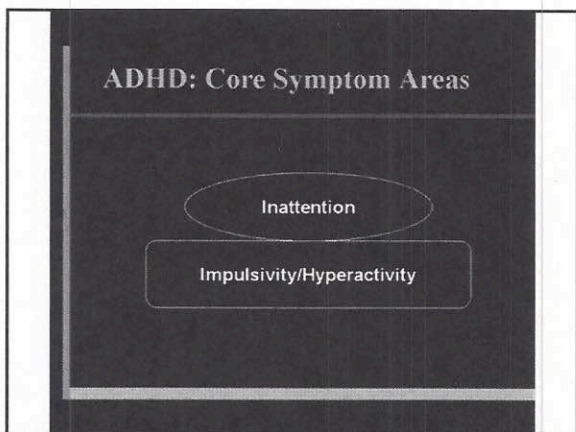 ADHD: Core Symptom Areas
Inattention
Impulsivity/Hyperactivity